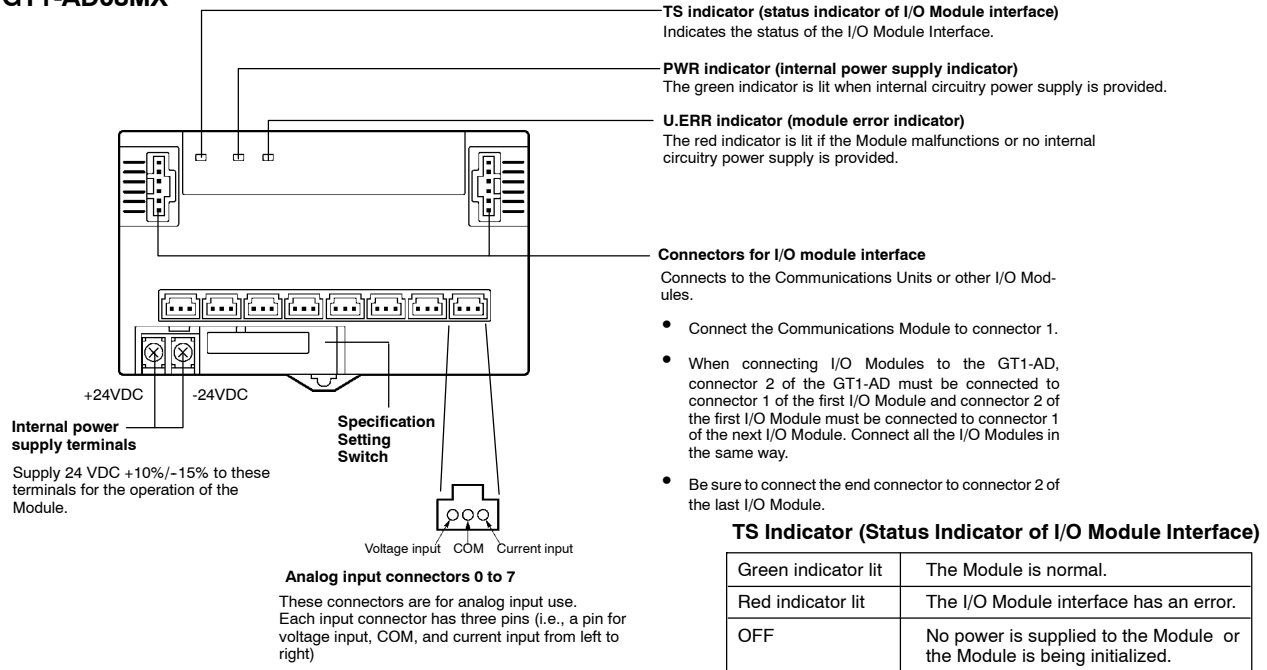 GT1-AD08MX
TS indicator (status indicator of I/O Module interface)
Indicates the status of the I/O Module Interface.
PWR indicator (internal power supply indicator)
The green indicator is lit when internal circuitry power supply is provided.
U.ERR indicator (module error indicator)
The red indicator is lit if the Module malfunctions or no internal
circuitry power supply is provided.
Connectors for I/O module interface
Connects to the Communications Units or other I/O Mod-
ules.
• Connect the Communications Module to connector 1.
• When connecting I/O Modules to the GT1-AD,
connector 2 of the GT1-AD must be connected to
connector 1 of the first I/O Module and connector 2 of
the first I/O Module must be connected to connector 1
of the next I/O Module. Connect all the I/O Modules in
the same way.
• Be sure to connect the end connector to connector 2 of
the last I/O Module.
+24VDC
-24VDC
Internal power
supply terminals
Supply 24 VDC +10%/-15% to these
terminals for the operation of the
Module.
Specification
Setting
Switch
Voltage input COM Current input
Analog input connectors 0 to 7
These connectors are for analog input use.
Each input connector has three pins (i.e., a pin for
voltage input, COM, and current input from left to
right)
TS Indicator (Status Indicator of I/O Module Interface)
Green indicator lit The Module is normal.
Red indicator lit The I/O Module interface has an error.
OFF No power is supplied to the Module or
the Module is being initialized.